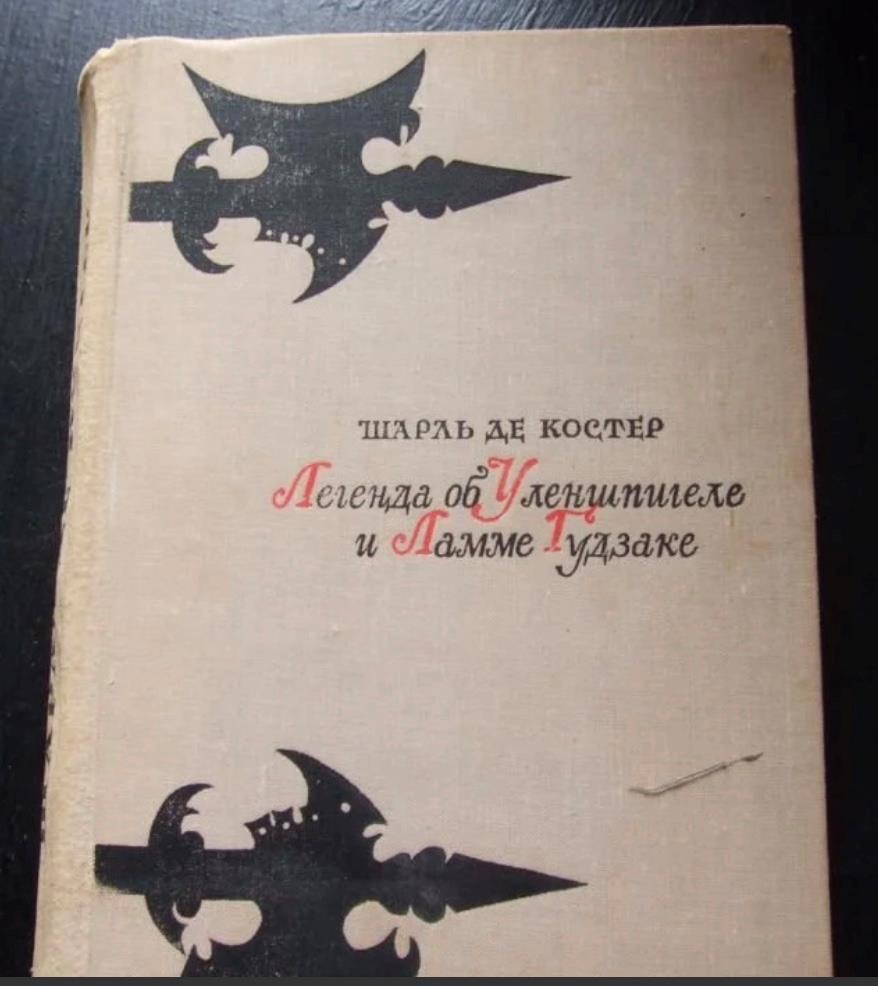 ШАРЛЬ ДЕ КОСТЕР
Легенда об Уленшпигеле
и Ламме Гудзаке